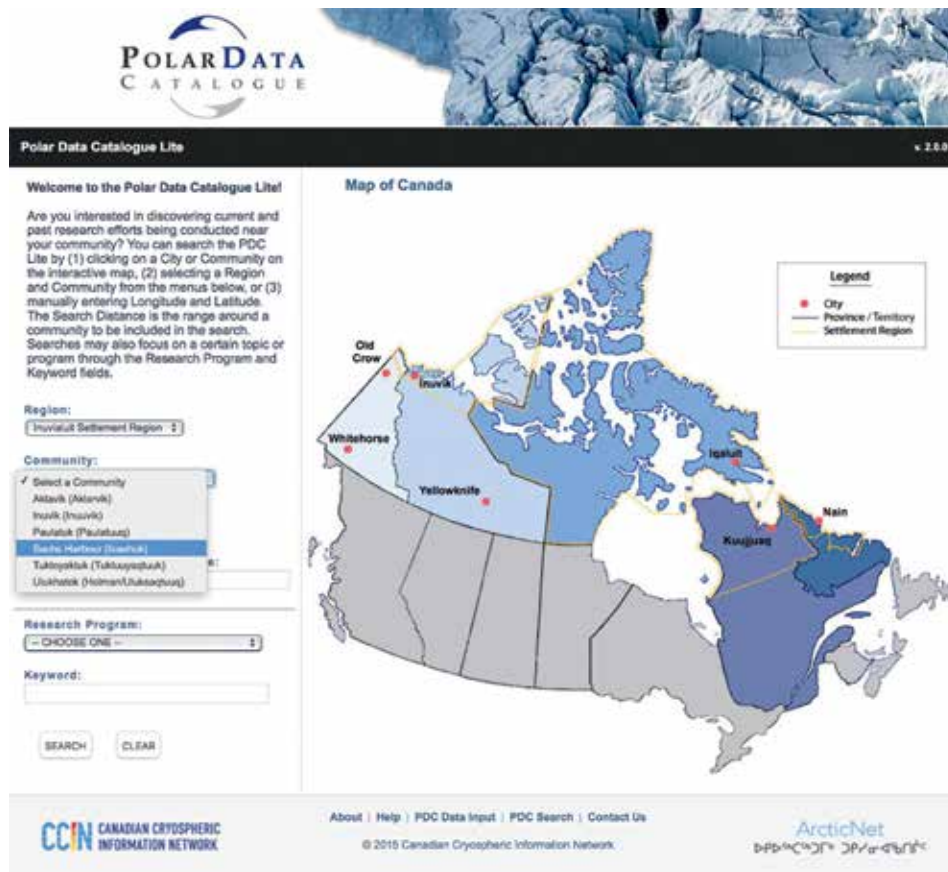 POLARDATA
CATALOGUE
Polar Data Catalogue Lite
v. 2.0.0
Welcome to the Polar Data Catalogue Lite!
Are you interested in discovering current and
past research efforts being conducted near
your community? You can search the PDC
Lite by (1) clicking on a City or Community on
the interactive map, (2) selecting a Region
and Community from the menus below, or (3)
manually entering Longitude and Latitude.
The Search Distance is the range around a
community to be included in the search.
Searches may also focus on a certain topic or
program through the Research Program and
Keyword fields.
Region:
Inuvialuit Settlement Region
Community:
✓ Select a Community
Aklavik (Aklarvik)
Inuvik (Inuuvik)
Paulatuk (Paulatuuq)
Sachs Harbour (Ikaahuk)
Tuktoyaktuk (Tuktuuyaqtuuk)
Ulukhaktok (Holman/Uluksaqtuuq)
Research Program:
-- CHOOSE ONE --
Keyword:
SEARCH
CLEAR
Map of Canada
Legend
City
Province / Territory
Settlement Region
Old
Crow
Inuvik
Whitehorse
Yellowknife
Iqaluit
Nain
Kuujjuaq
CCIN CANADIAN CRYOSPHERIC
INFORMATION NETWORK
About | Help | PDC Data Input | PDC Search | Contact Us
© 2015 Canadian Cryospheric Information Network
ArcticNet